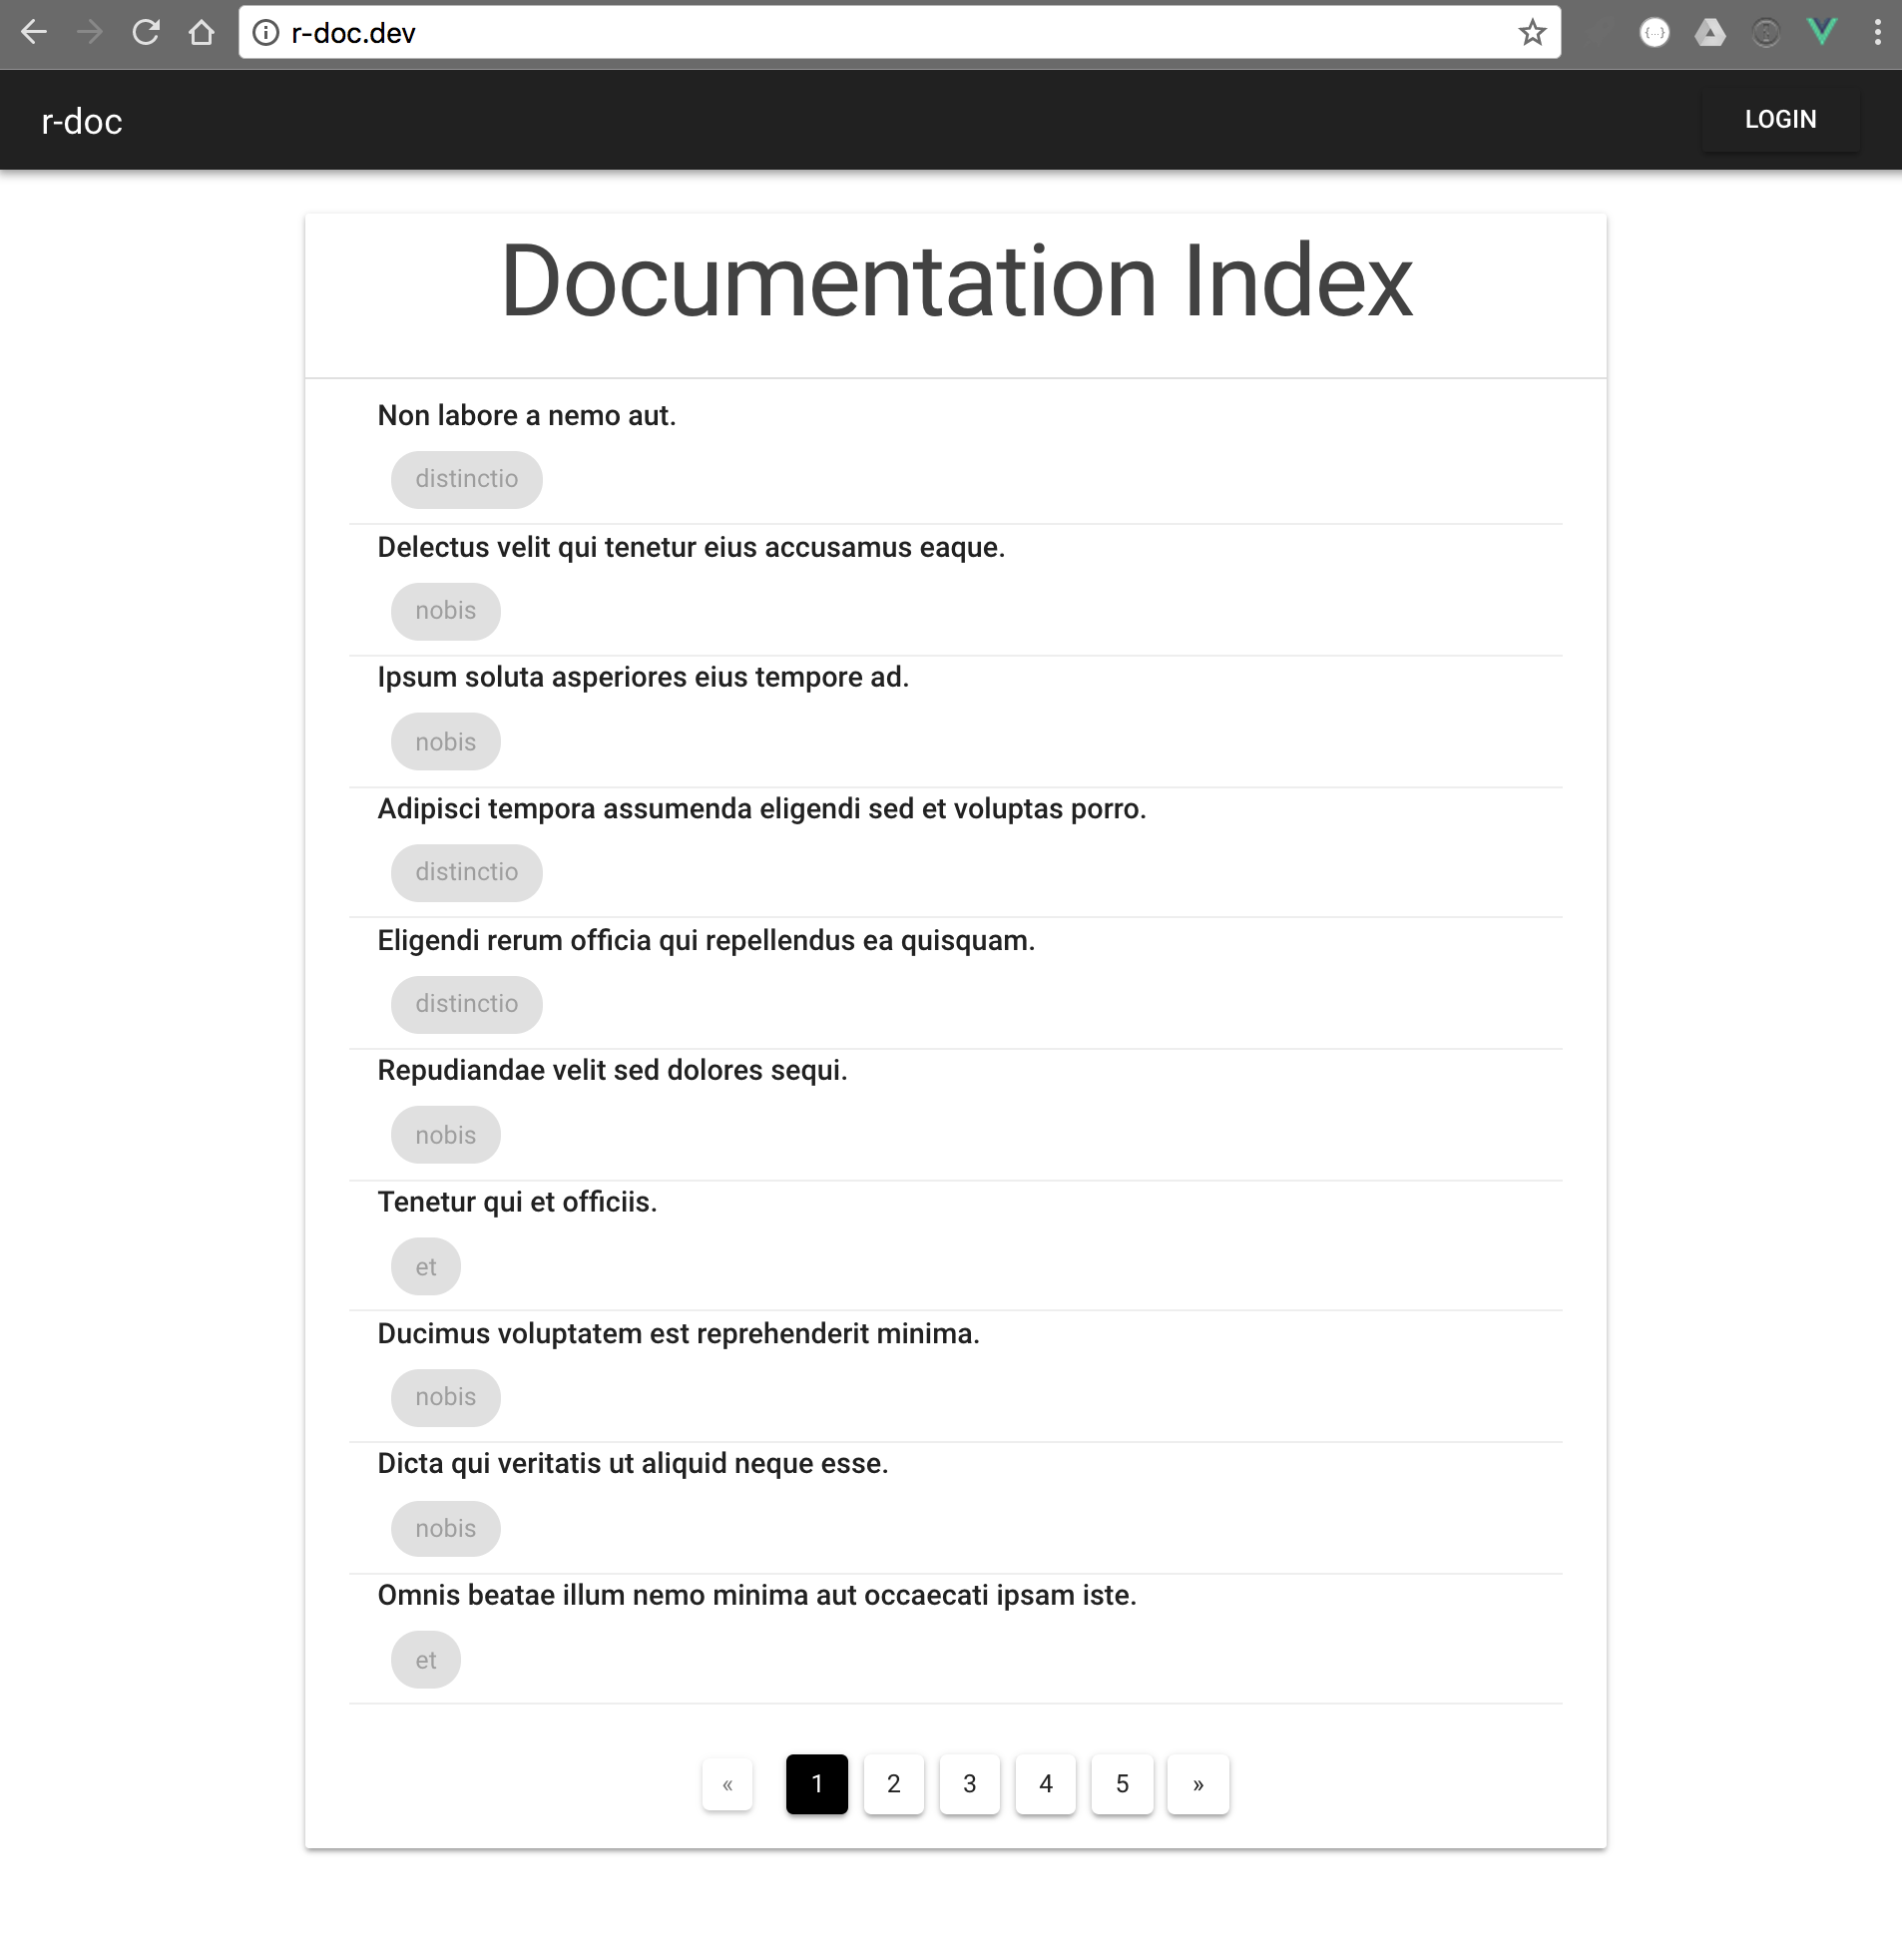 r-doc.dev
r-doc
LOGIN
Documentation Index
Non labore a nemo aut.
distinctio
Delectus velit qui tenetur eius accusamus eaque.
nobis
Ipsum soluta asperiores eius tempore ad.
nobis
Adipisci tempora assumenda eligendi sed et voluptas porro.
distinctio
Eligendi rerum officia qui repellendus ea quisquam.
distinctio
Repudiandae velit sed dolores sequi.
nobis
Tenetur qui et officiis.
et
Ducimus voluptatem est reprehenderit minima.
nobis
Dicta qui veritatis ut aliquid neque esse.
nobis
Omnis beatae illum nemo minima aut occaecati ipsam iste.
et
« 1 2 3 4 5 »